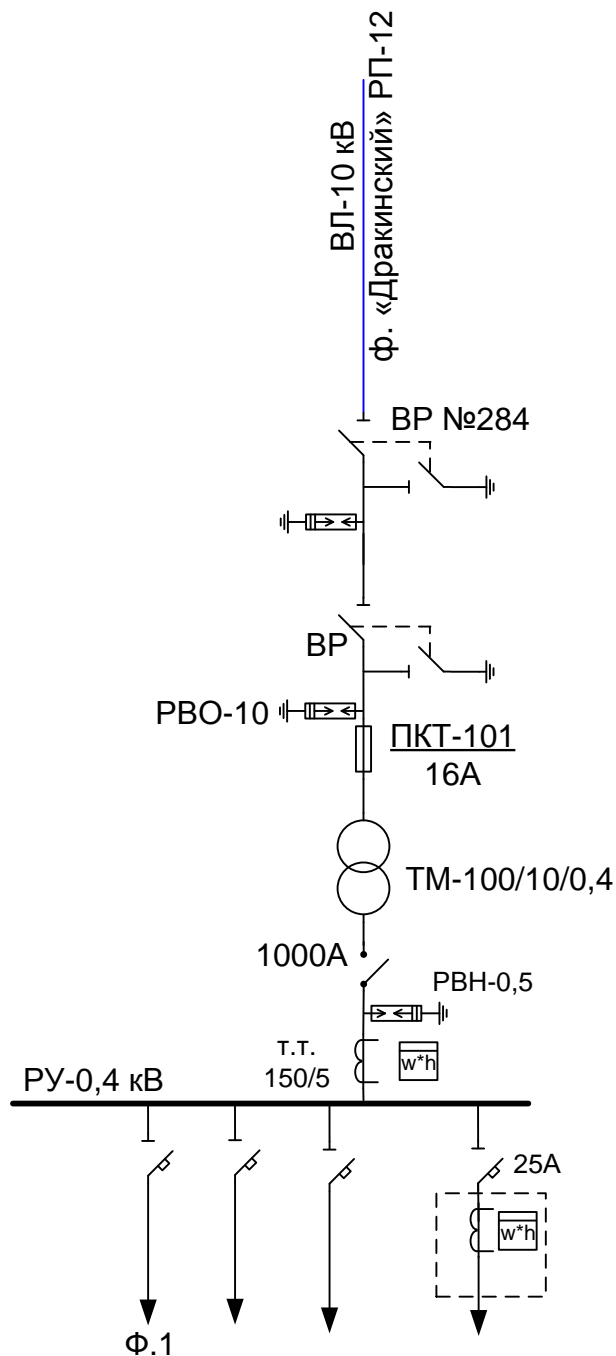 ВЛ-10 кВ
ф. «Дракинский» РП-12
ВР №284
ВР
РВО-10
ПКТ-101
16А
ТМ-100/10/0,4
1000А
РВН-0,5
т.т.
150/5
w*h
РУ-0,4 кВ
25А
w*h
Ф.1